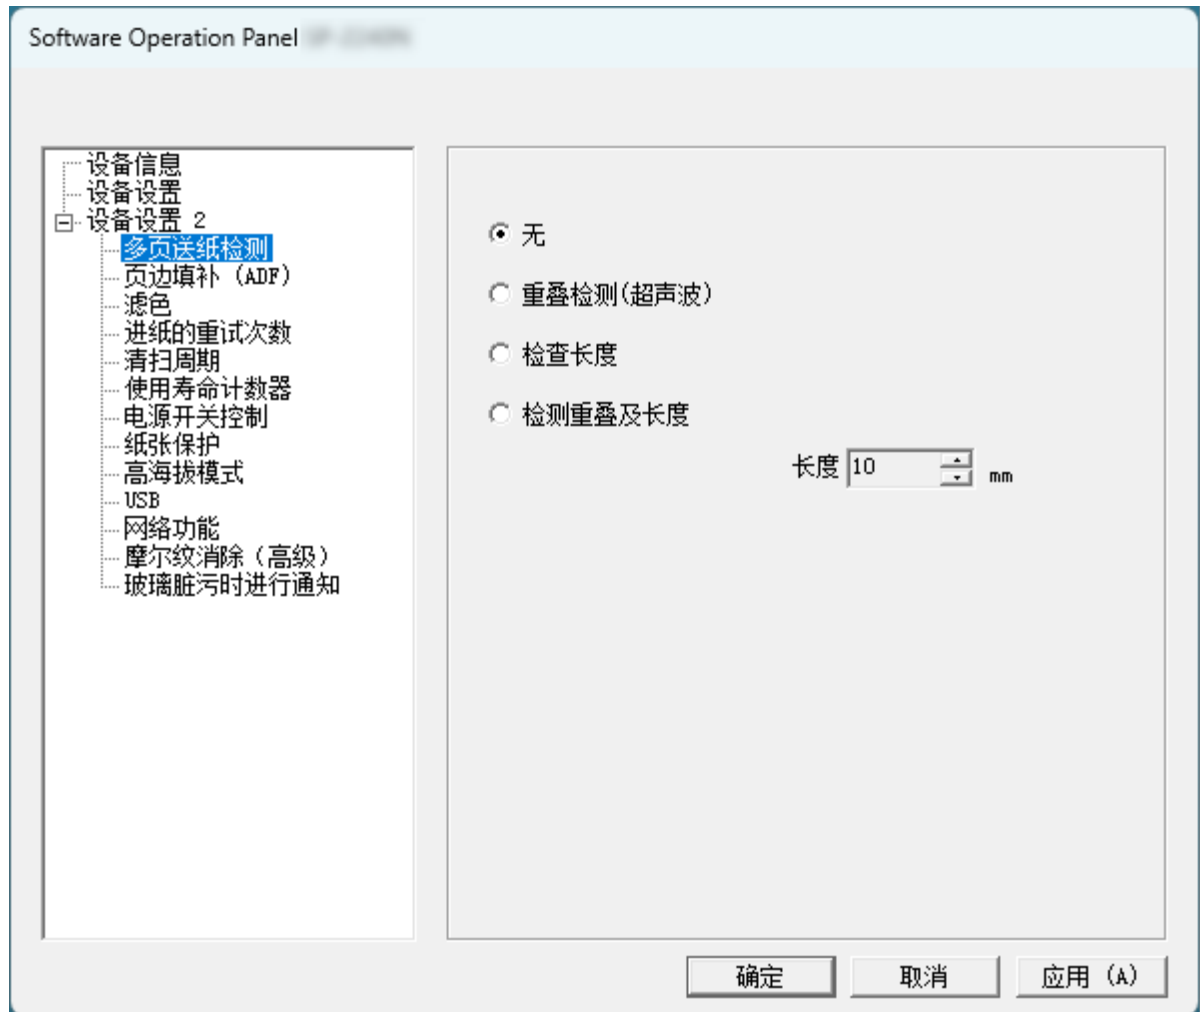 Software Operation Panel
设备信息
设备设置
设备设置 2
多页送纸检测
页边填补 (ADF)
滤色
进纸的重试次数
清扫周期
使用寿命计数器
电源开关控制
纸张保护
高海拔模式
USB
网络功能
摩尔纹消除（高级）
玻璃脏污时进行通知
无
重叠检测(超声波)
检查长度
检测重叠及长度
长度 10 mm
确定 取消 应用 (A)